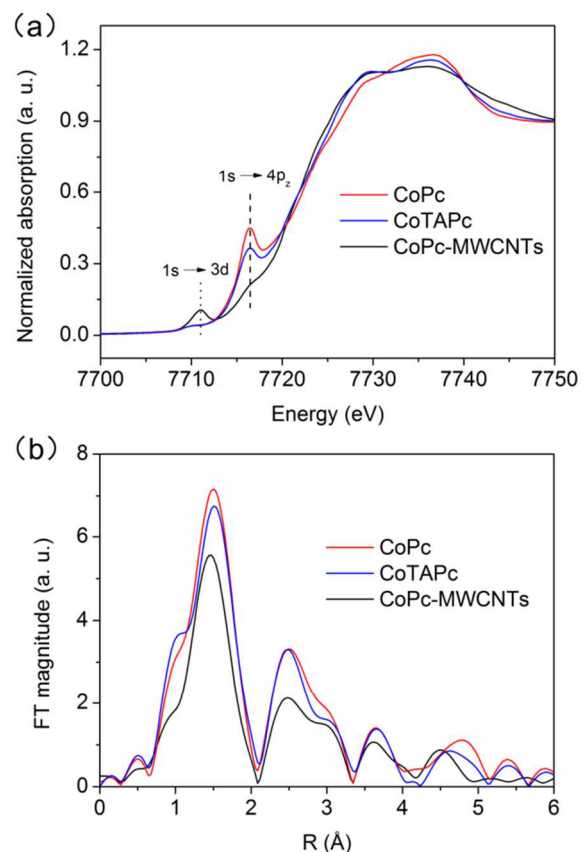 (a)
1.2
0.9
0.6
0.3
0.0
Normalized absorption (a. u.)
1s → 4p_z
1s → 3d
CoPc
CoTAPc
CoPc-MWCNTs
7700 7710 7720 7730 7740 7750
Energy (eV)
(b)
8
6
4
2
0
FT magnitude (a. u.)
CoPc
CoTAPc
CoPc-MWCNTs
0 1 2 3 4 5 6
R (Å)